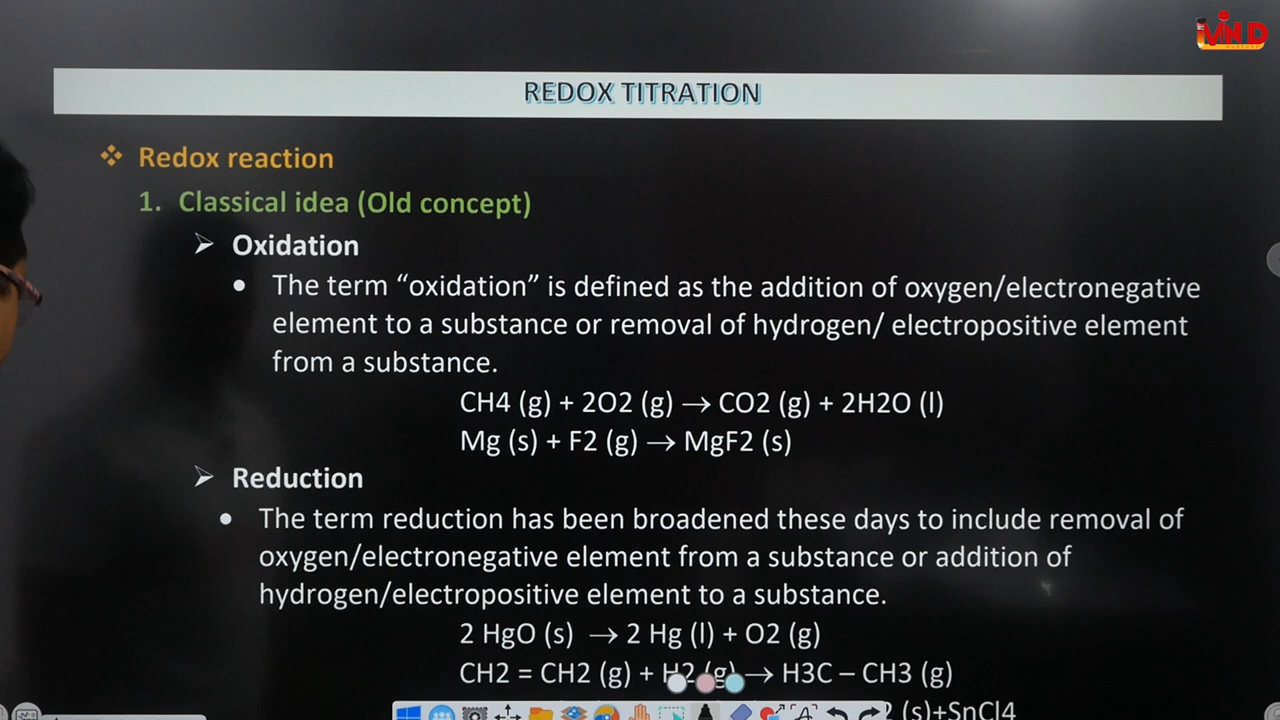 MIND
REDOX TITRATION
❖ Redox reaction
1. Classical idea (Old concept)
➢ Oxidation
• The term “oxidation” is defined as the addition of oxygen/electronegative
element to a substance or removal of hydrogen/ electropositive element
from a substance.
CH4 (g) + 2O2 (g) → CO2 (g) + 2H2O (l)
Mg (s) + F2 (g) → MgF2 (s)
➢ Reduction
• The term reduction has been broadened these days to include removal of
oxygen/electronegative element from a substance or addition of
hydrogen/electropositive element to a substance.
2 HgO (s) → 2 Hg (l) + O2 (g)
CH2 = CH2 (g) + H2 (g) → H3C – CH3 (g)
(s)+SnCl4